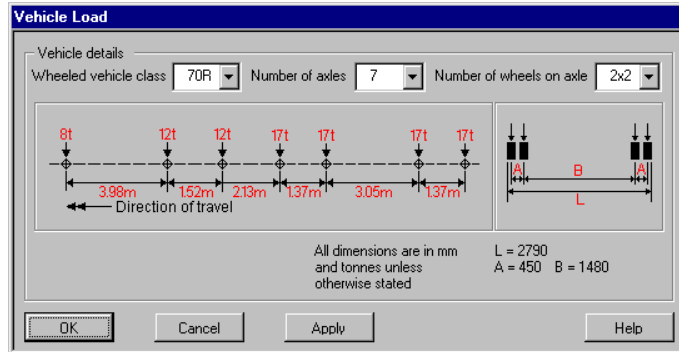 Vehicle Load
Vehicle details
Wheeled vehicle class 70R Number of axles 7 Number of wheels on axle 2x2
8t 12t 12t 17t 17t 17t 17t
3.98m 1.52m 2.13m 1.37m 3.05m 1.37m
Direction of travel
A B A
L
All dimensions are in mm
and tonnes unless
otherwise stated
L = 2790
A = 450 B = 1480
OK Cancel Apply Help